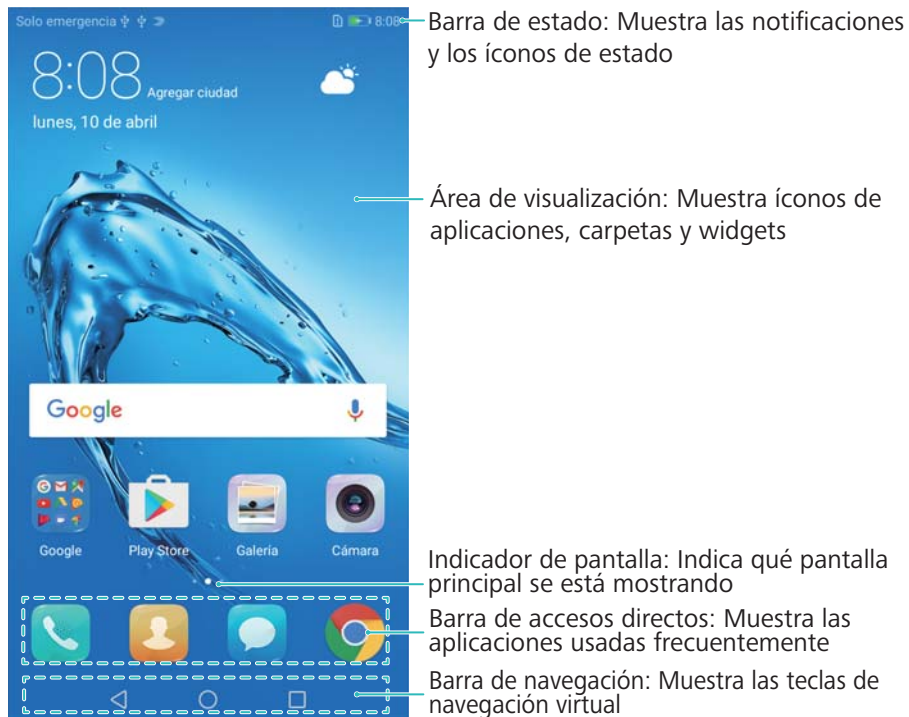 Solo emergencia
8:08
Barra de estado: Muestra las notificaciones
y los íconos de estado
8:08 Agregar ciudad
lunes, 10 de abril
Área de visualización: Muestra íconos de
aplicaciones, carpetas y widgets
Google
Google
Play Store
Galería
Cámara
Indicador de pantalla: Indica qué pantalla
principal se está mostrando
Barra de accesos directos: Muestra las
aplicaciones usadas frecuentemente
Barra de navegación: Muestra las teclas de
navegación virtual